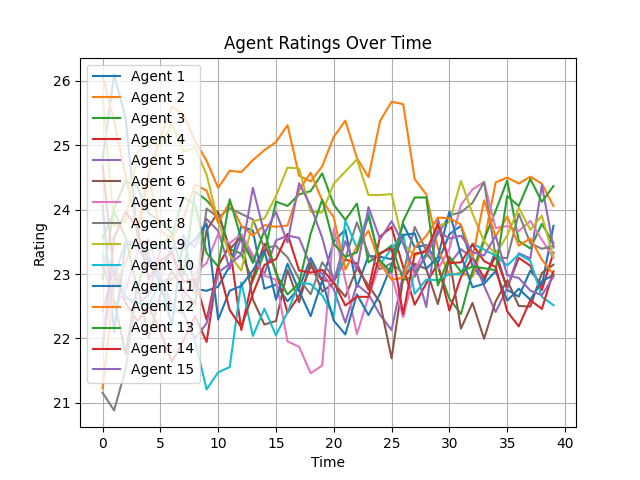 Agent Ratings Over Time
26
25
24
23
22
21
Rating
Agent 1
Agent 2
Agent 3
Agent 4
Agent 5
Agent 6
Agent 7
Agent 8
Agent 9
Agent 10
Agent 11
Agent 12
Agent 13
Agent 14
Agent 15
0 5 10 15 20 25 30 35 40
Time